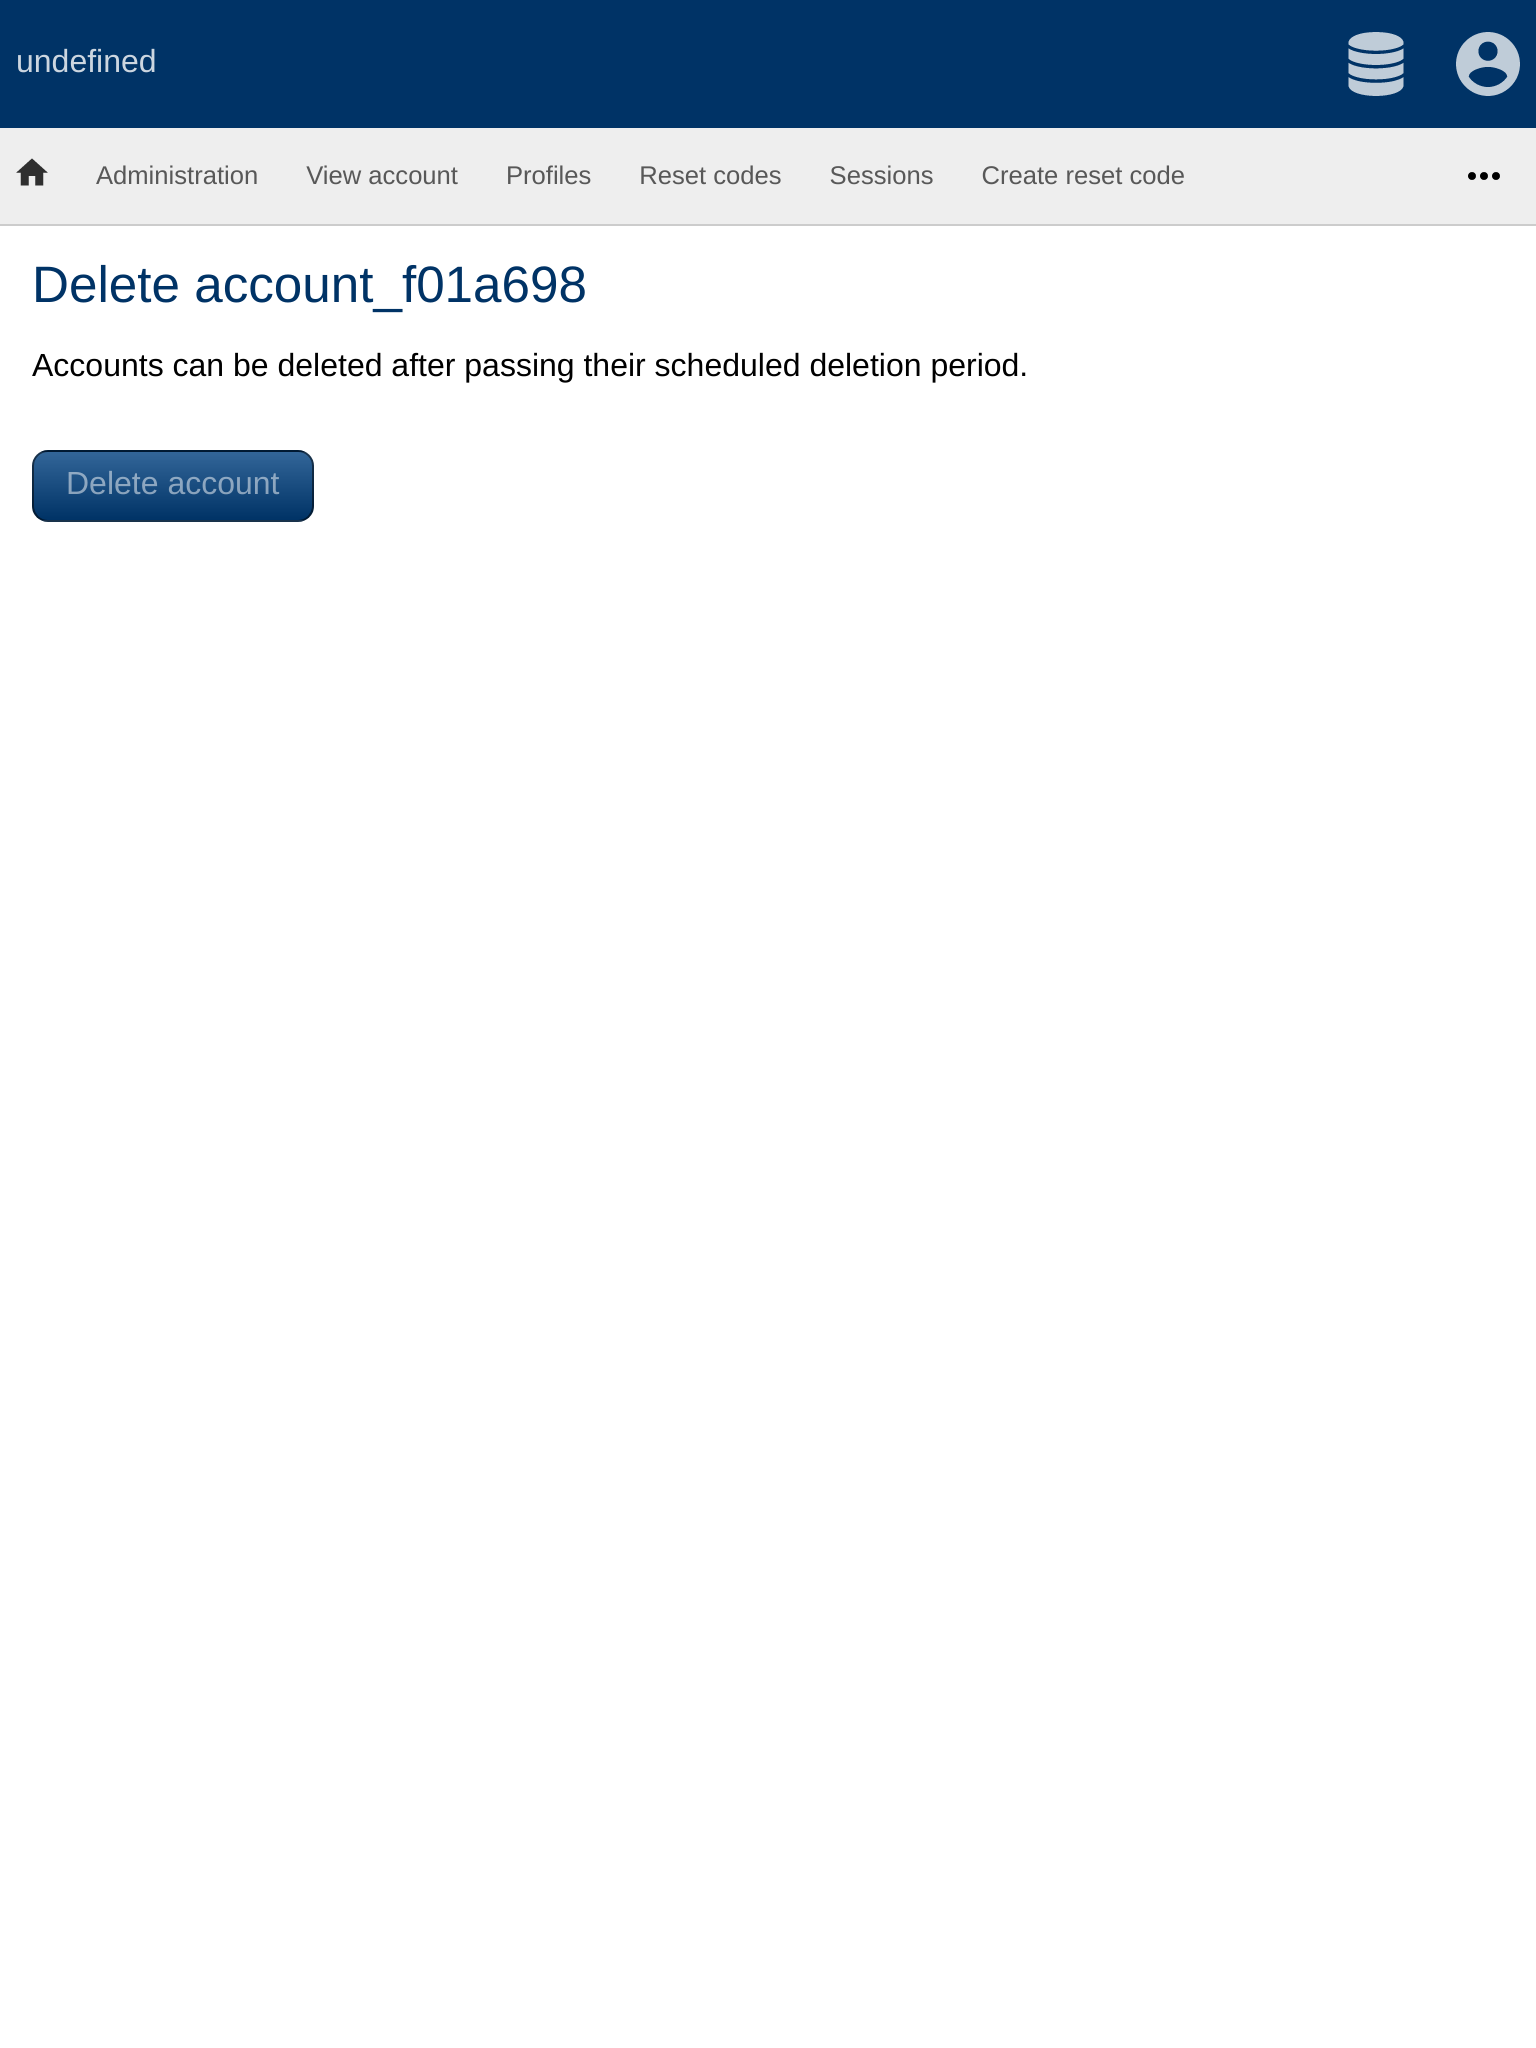 undefined
Administration View account Profiles Reset codes Sessions Create reset code
Delete account_f01a698
Accounts can be deleted after passing their scheduled deletion period.
Delete account